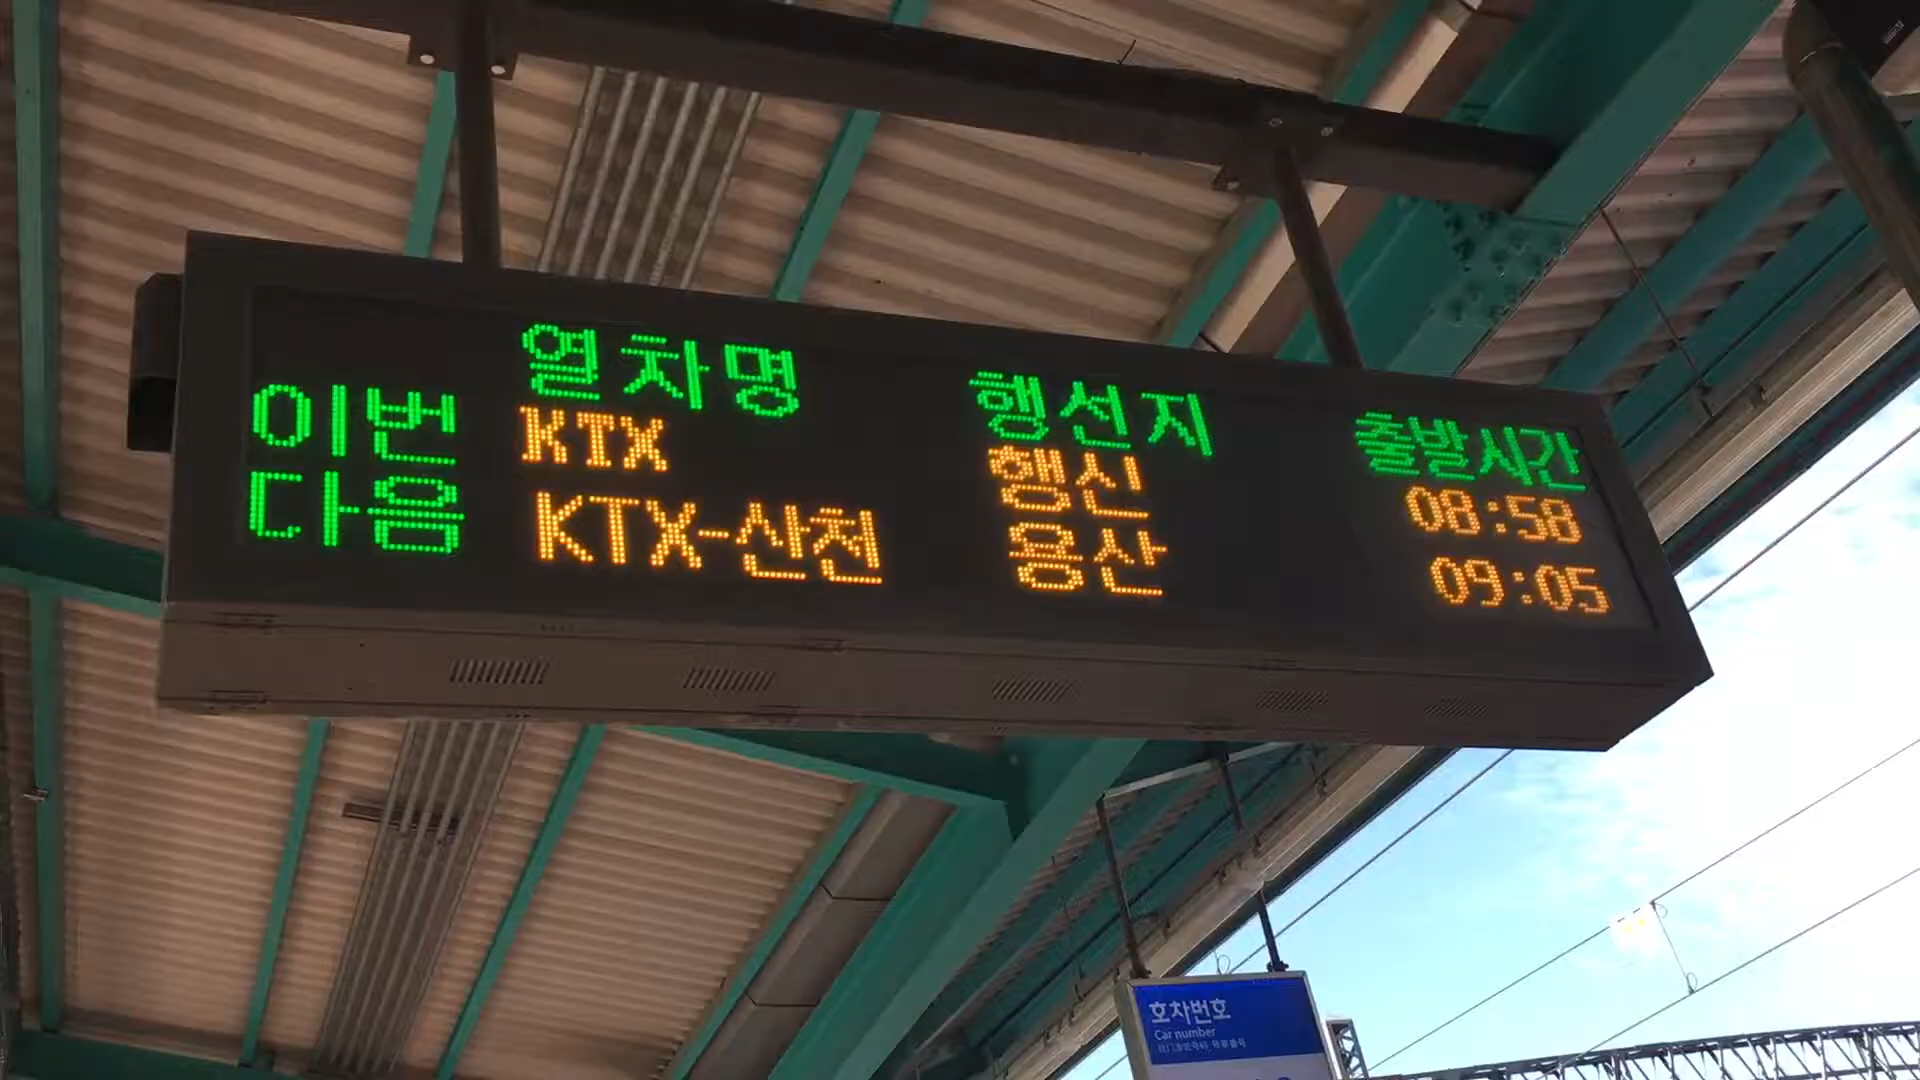 열차명 행선지 출발시간
이번 KTX 행신 08:58
다음 KTX-산천 용산 09:05
호차번호
Car number